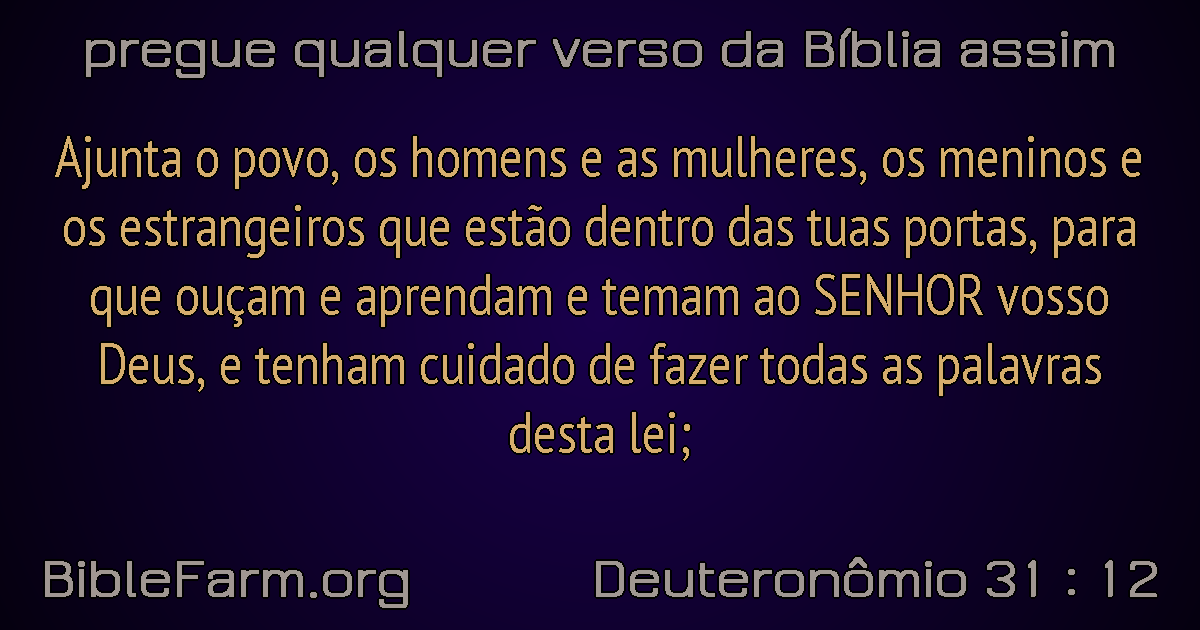 pregue qualquer verso da Bíblia assim
Ajunta o povo, os homens e as mulheres, os meninos e
os estrangeiros que estão dentro das tuas portas, para
que ouçam e aprendam e temam ao SENHOR vosso
Deus, e tenham cuidado de fazer todas as palavras
desta lei;
BibleFarm.org
Deuteronômio 31 : 12